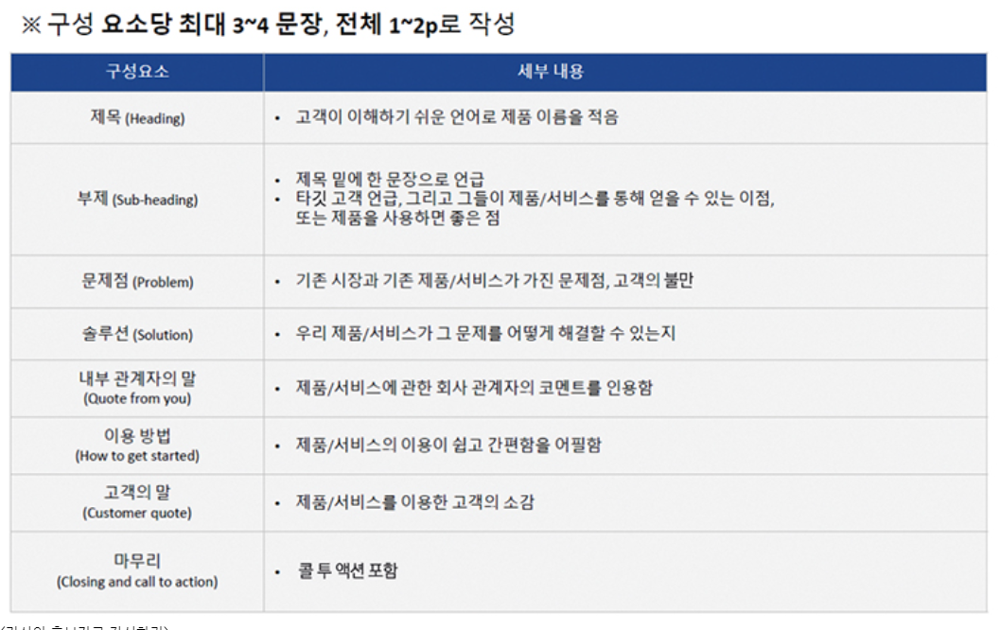 ※ 구성 요소당 최대 3~4 문장, 전체 1~2p로 작성
구성요소 세부 내용
제목 (Heading) • 고객이 이해하기 쉬운 언어로 제품 이름을 적음
부제 (Sub-heading)
• 제목 밑에 한 문장으로 언급
• 타깃 고객 언급, 그리고 그들이 제품/서비스를 통해 얻을 수 있는 이점,
또는 제품을 사용하면 좋은 점
문제점 (Problem) • 기존 시장과 기존 제품/서비스가 가진 문제점, 고객의 불만
솔루션 (Solution) • 우리 제품/서비스가 그 문제를 어떻게 해결할 수 있는지
내부 관계자의 말
(Quote from you)
• 제품/서비스에 관한 회사 관계자의 코멘트를 인용함
이용 방법
(How to get started)
• 제품/서비스의 이용이 쉽고 간편함을 어필함
고객의 말
(Customer quote)
• 제품/서비스를 이용한 고객의 소감
마무리
(Closing and call to action)
• 콜 투 액션 포함